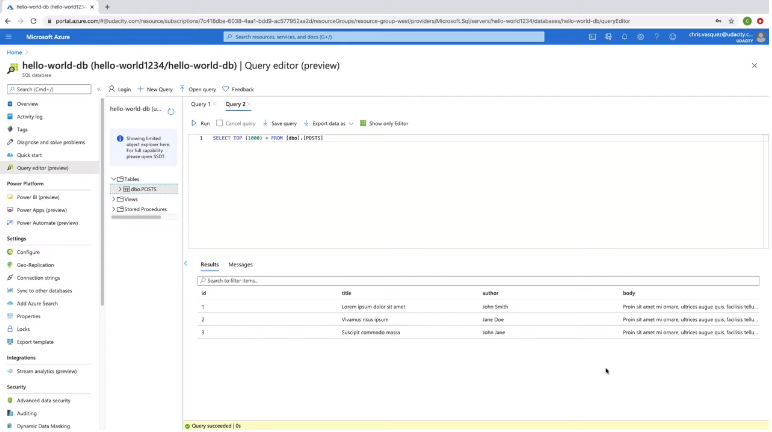 hello-world-db (hello-world1234
portal.azure.com/#@udacity.com/resource/subscriptions/7c418dbe-6038-4aa1-bdd9-ac577952aa2d/resourceGroups/resource-group-west/providers/Microsoft.Sql/servers/hello-world1234/databases/hello-world-db/queryEditor
Microsoft Azure
Search resources, services, and docs (G+/)
chris.vasquez@udacity.c...
UDACITY
Home
hello-world-db (hello-world1234/hello-world-db) | Query editor (preview)
SQL database
Search (Cmd+/)
Login
New Query
Open query
Feedback
Overview
Activity log
Tags
Diagnose and solve problems
Quick start
Query editor (preview)
Power Platform
Power BI (preview)
Power Apps (preview)
Power Automate (preview)
Settings
Configure
Geo-Replication
Connection strings
Sync to other databases
Add Azure Search
Properties
Locks
Export template
Integrations
Stream analytics (preview)
Security
Advanced data security
Auditing
Dynamic Data Masking
hello-world-db (u...
Showing limited
object explorer here.
For full capability
please open SSDT.
Tables
dbo.POSTS
Views
Stored Procedures
Query 1
Query 2
Run
Cancel query
Save query
Export data as
Show only Editor
1 SELECT TOP (1000) * FROM [dbo].[POSTS]
Results
Messages
Search to filter items...
id title author body
1 Lorem ipsum dolor sit amet John Smith Proin sit amet mi ornare, ultrices augue quis, facilisis tellu...
2 Vivamus risus ipsum Jane Doe Proin sit amet mi ornare, ultrices augue quis, facilisis tellu...
3 Suscipit commodo massa John Jane Proin sit amet mi ornare, ultrices augue quis, facilisis tellu...
Query succeeded | 0s